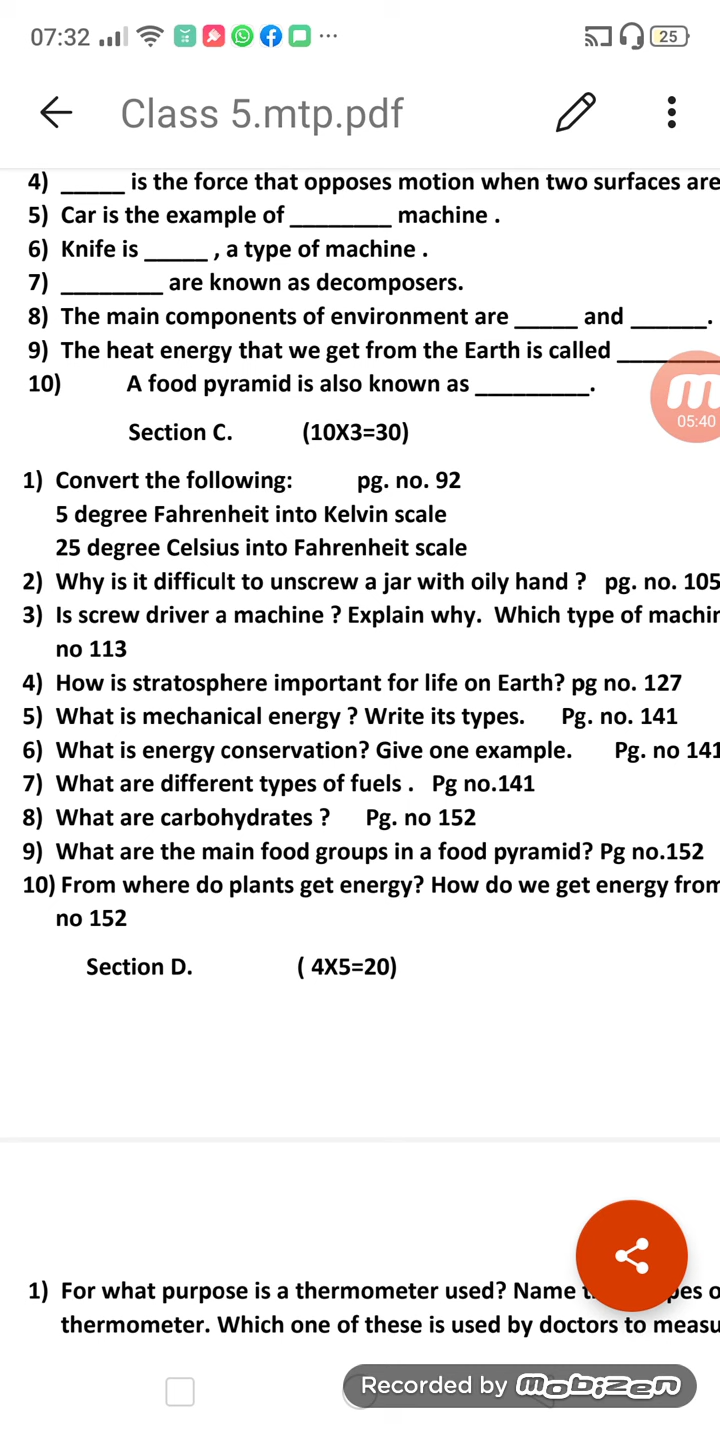 07:32
25
Class 5.mtp.pdf
4) _____ is the force that opposes motion when two surfaces are
5) Car is the example of ________ machine .
6) Knife is _____ , a type of machine .
7) ________ are known as decomposers.
8) The main components of environment are _____ and ______.
9) The heat energy that we get from the Earth is called ________
10) A food pyramid is also known as _________.
05:40
Section C. (10X3=30)
1) Convert the following: pg. no. 92
5 degree Fahrenheit into Kelvin scale
25 degree Celsius into Fahrenheit scale
2) Why is it difficult to unscrew a jar with oily hand ? pg. no. 105
3) Is screw driver a machine ? Explain why. Which type of machin
no 113
4) How is stratosphere important for life on Earth? pg no. 127
5) What is mechanical energy ? Write its types. Pg. no. 141
6) What is energy conservation? Give one example. Pg. no 141
7) What are different types of fuels . Pg no.141
8) What are carbohydrates ? Pg. no 152
9) What are the main food groups in a food pyramid? Pg no.152
10) From where do plants get energy? How do we get energy from
no 152
Section D. ( 4X5=20)
1) For what purpose is a thermometer used? Name
thermometer. Which one of these is used by doctors to measu
Recorded by mobizen